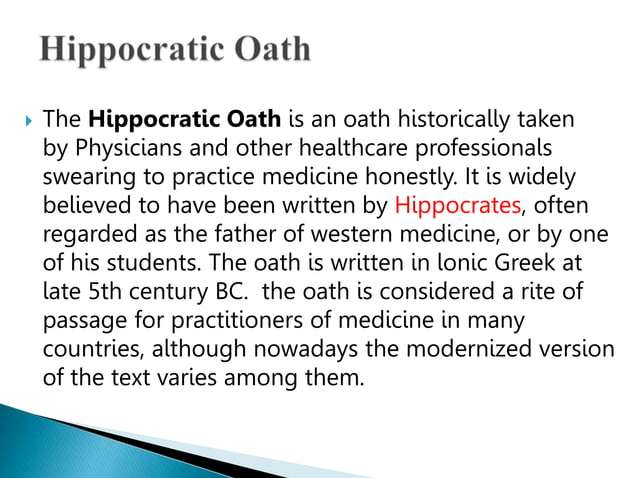 Hippocratic Oath
The Hippocratic Oath is an oath historically taken
by Physicians and other healthcare professionals
swearing to practice medicine honestly. It is widely
believed to have been written by Hippocrates, often
regarded as the father of western medicine, or by one
of his students. The oath is written in lonic Greek at
late 5th century BC.  the oath is considered a rite of
passage for practitioners of medicine in many
countries, although nowadays the modernized version
of the text varies among them.